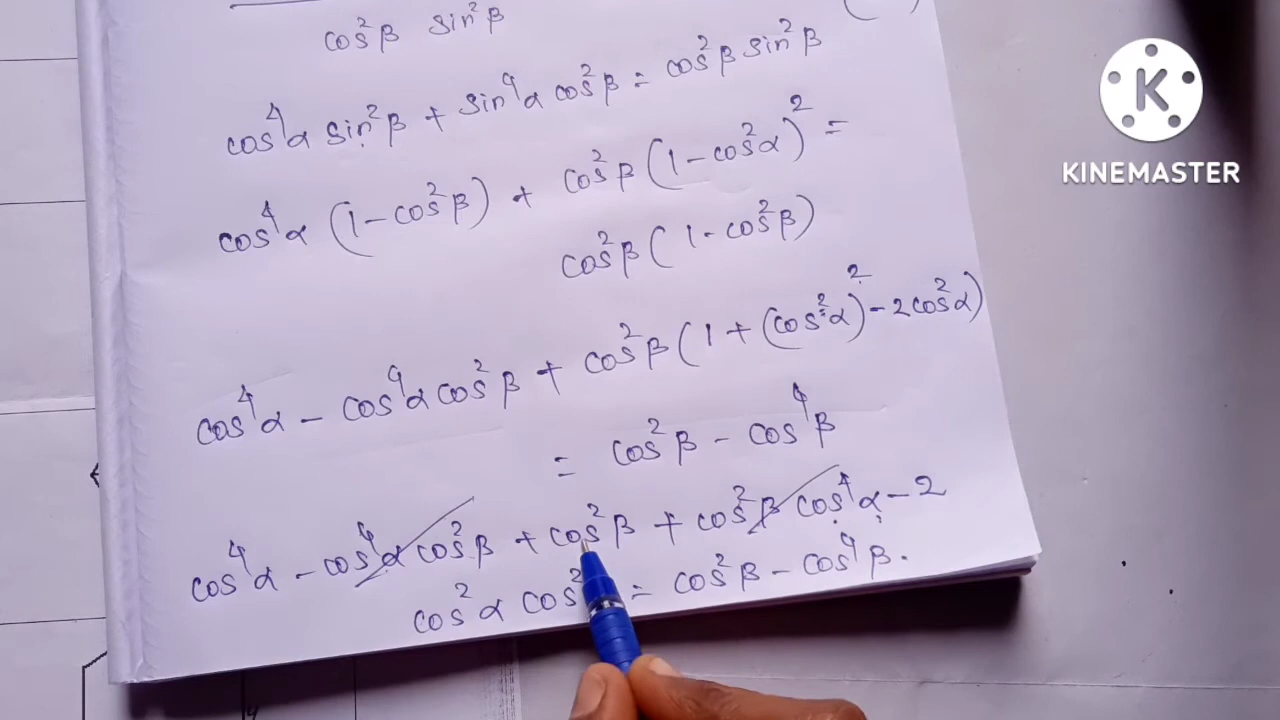 cos²β sin²β
cos⁴α sin²β + sin⁴α cos²β = cos²β sin²β
cos⁴α (1 - cos²β) + cos²β (1 - cos²α)² =
cos²β (1 - cos²β)
cos⁴α - cos⁴α cos²β + cos²β (1 + (cos²α)² - 2cos²α)
= cos²β - cos⁴β
cos⁴α - cos⁴α cos²β + cos²β + cos²β cos⁴α - 2
cos²α cos² = cos²β - cos⁴β.
K
KINEMASTER